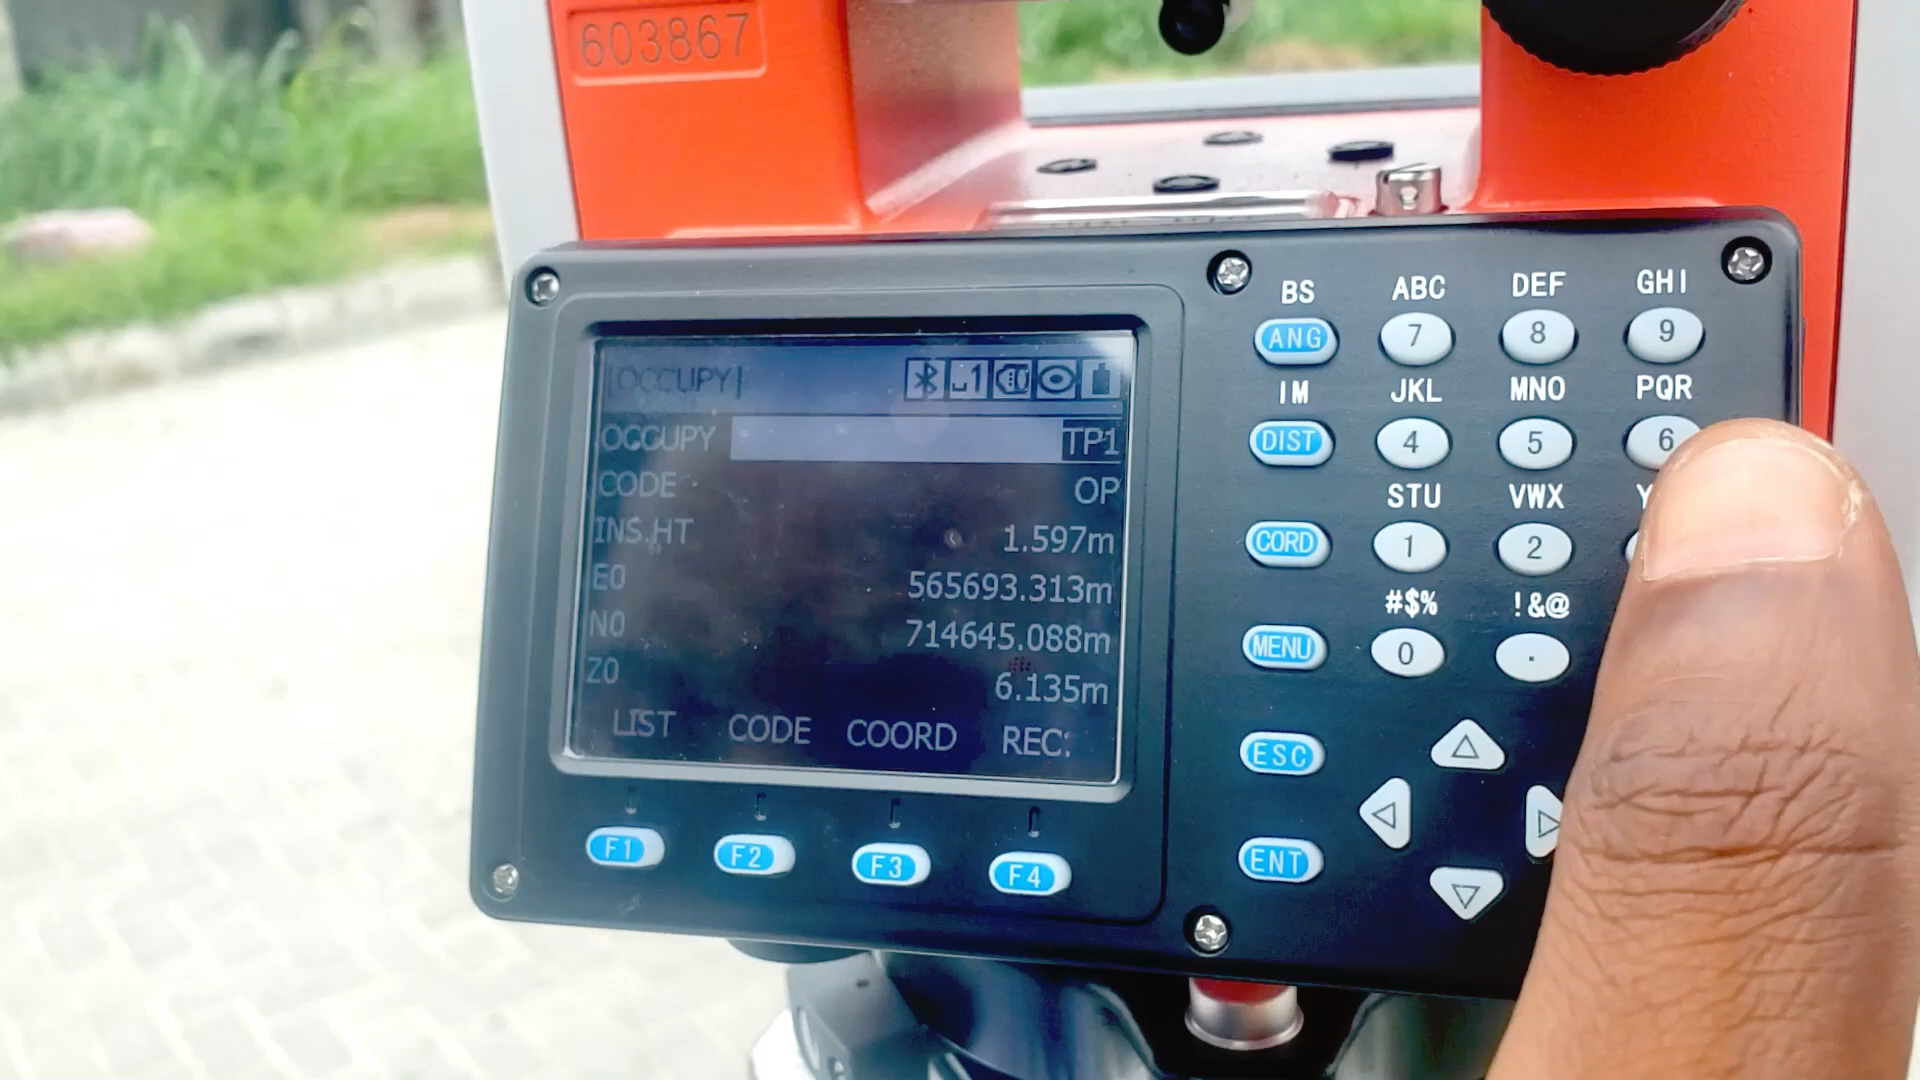 603867
[OCCUPY]
OCCUPY TP1
CODE OP
INS.HT 1.597m
E0 565693.313m
N0 714645.088m
Z0 6.135m
LIST CODE COORD REC
F1 F2 F3 F4
BS ABC DEF GHI
ANG 7 8 9
IM JKL MNO PQR
DIST 4 5 6
STU VWX Y
CORD 1 2
#$% !&@
MENU 0 .
ESC
ENT